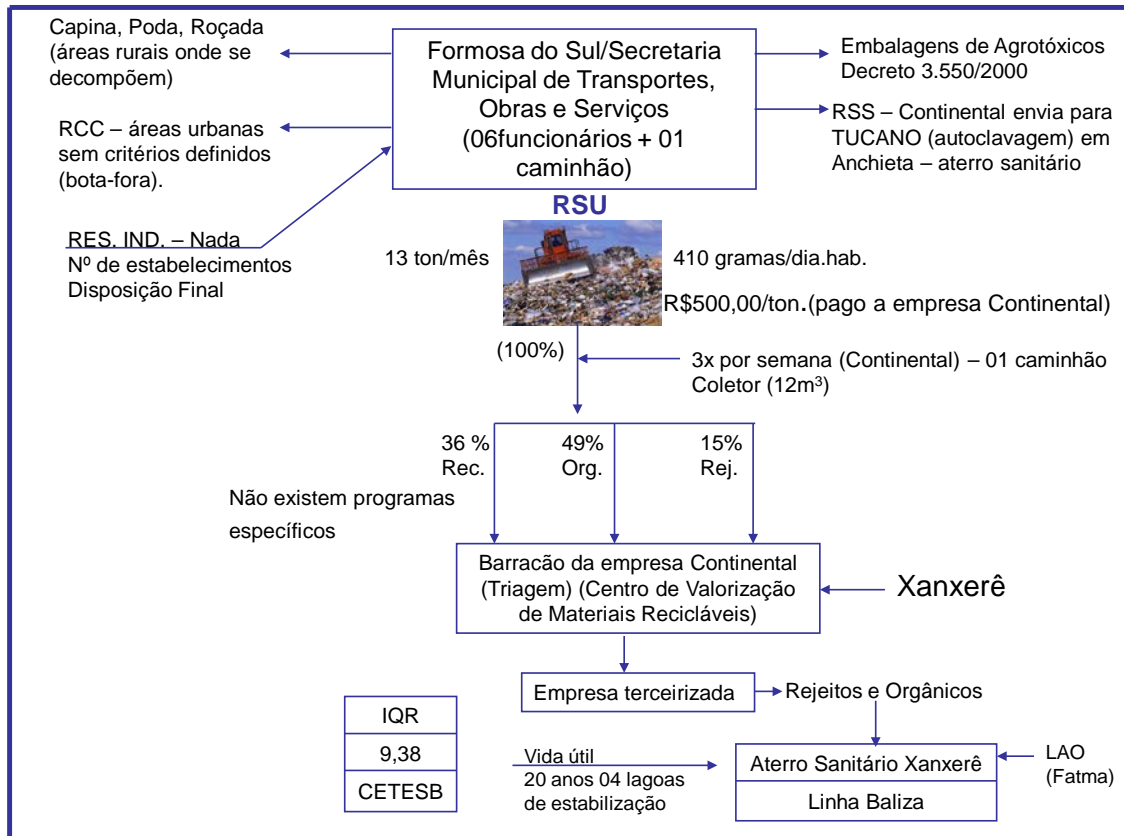 Capina, Poda, Roçada
(áreas rurais onde se
decompõem)
Formosa do Sul/Secretaria
Municipal de Transportes,
Obras e Serviços
(06funcionários + 01
caminhão)
Embalagens de Agrotóxicos
Decreto 3.550/2000
RCC – áreas urbanas
sem critérios definidos
(bota-fora).
RSS – Continental envia para
TUCANO (autoclavagem) em
Anchieta – aterro sanitário
RES. IND. – Nada
Nº de estabelecimentos
Disposição Final
RSU
13 ton/mês
410 gramas/dia.hab.
R$500,00/ton.(pago a empresa Continental)
(100%)
3x por semana (Continental) – 01 caminhão
Coletor (12m³)
36 %
Rec.
49%
Org.
15%
Rej.
Não existem programas
específicos
Barracão da empresa Continental
(Triagem) (Centro de Valorização
de Materiais Recicláveis)
Xanxerê
Empresa terceirizada
Rejeitos e Orgânicos
IQR
9,38
CETESB
Vida útil
20 anos 04 lagoas
de estabilização
Aterro Sanitário Xanxerê
Linha Baliza
LAO
(Fatma)